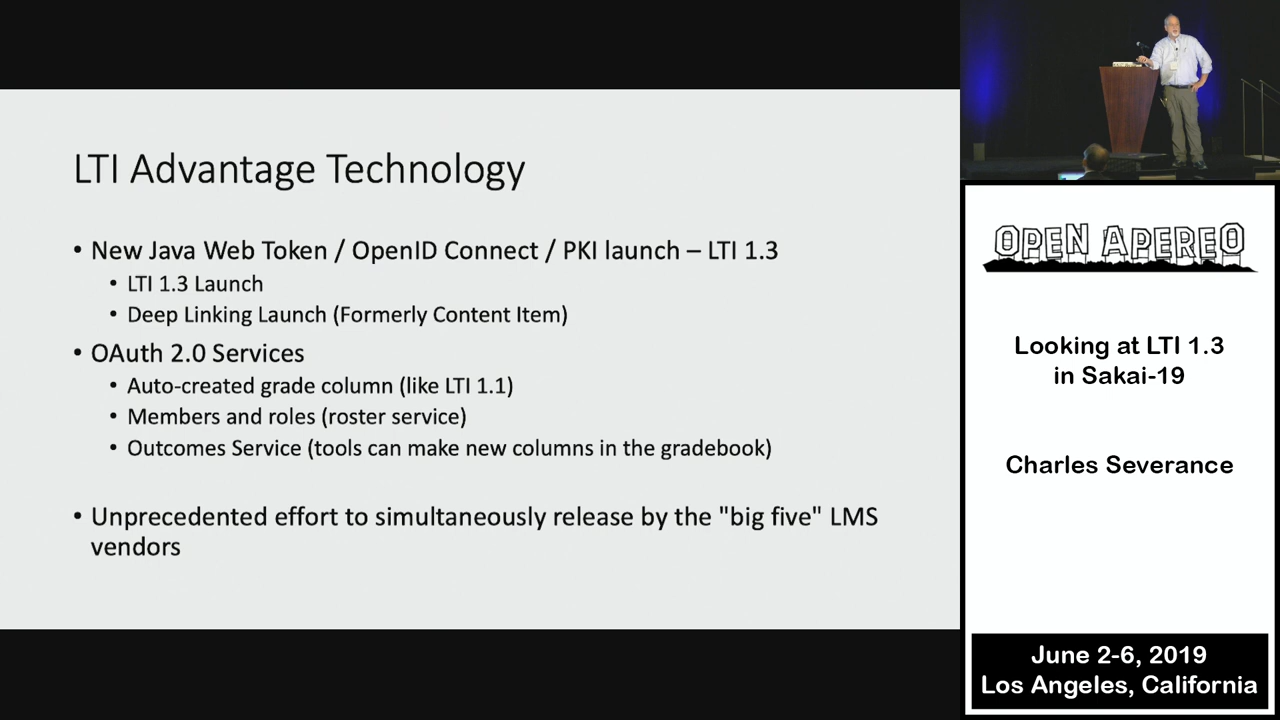 LTI Advantage Technology
• New Java Web Token / OpenID Connect / PKI launch – LTI 1.3
• LTI 1.3 Launch
• Deep Linking Launch (Formerly Content Item)
• OAuth 2.0 Services
• Auto-created grade column (like LTI 1.1)
• Members and roles (roster service)
• Outcomes Service (tools can make new columns in the gradebook)
• Unprecedented effort to simultaneously release by the "big five" LMS
vendors
OPEN APEREO
Looking at LTI 1.3
in Sakai-19
Charles Severance
June 2-6, 2019
Los Angeles, California